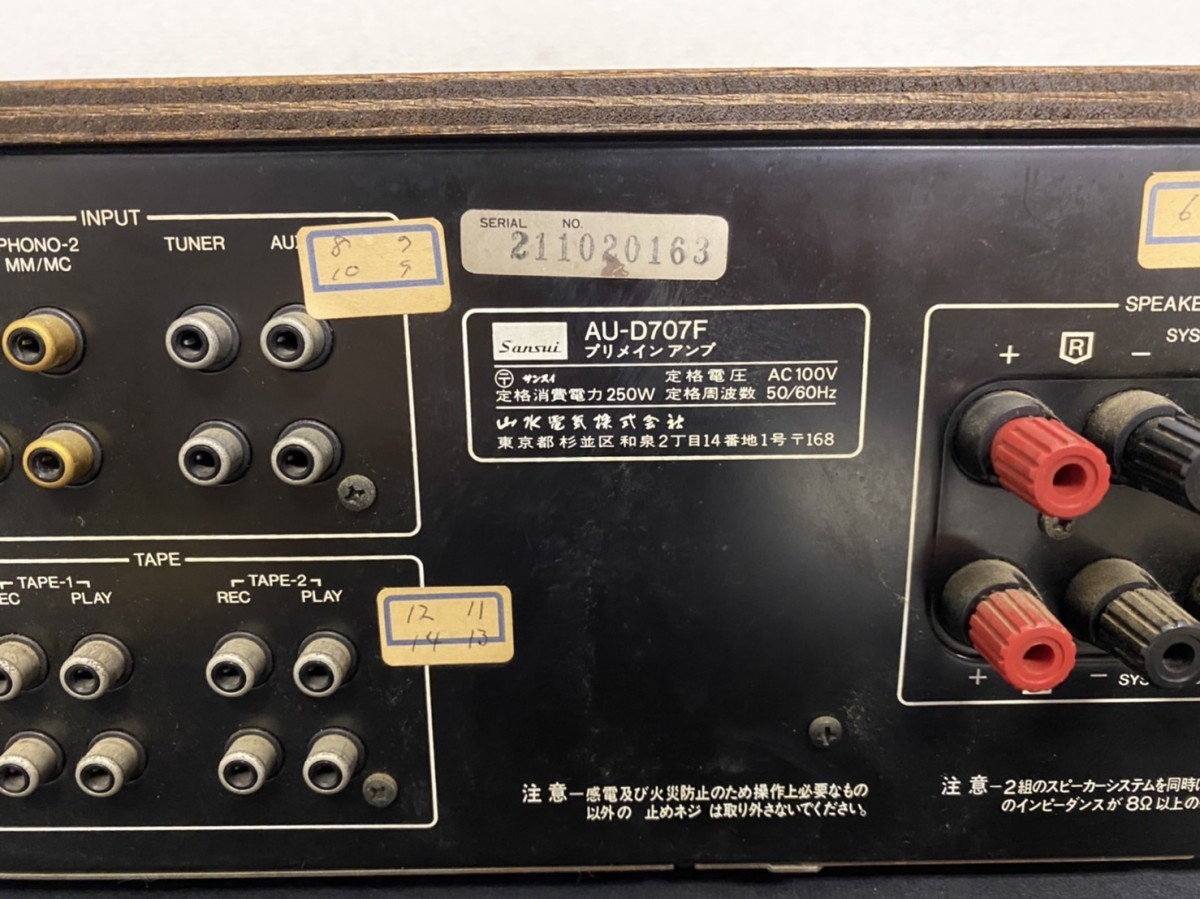 INPUT
PHONO-2
MM/MC
TUNER
8 9
10 9
SERIAL NO.
211020163
Sansui
AU-D707F
プリメインアンプ
〒 サンスイ 定格電圧 AC100V
定格消費電力 250W 定格周波数 50/60Hz
山水電気株式会社
東京都杉並区和泉2丁目14番地1号〒168
6
+ R −
TAPE
TAPE-1
PLAY
TAPE-2
REC PLAY
12 11
14 13
+ −
注意−感電及び火災防止のため操作上必要なもの
以外の 止めネジ は取り外さないでください。
注意−2組のスピーカーシステムを同時に
のインピーダンスが8Ω以上の